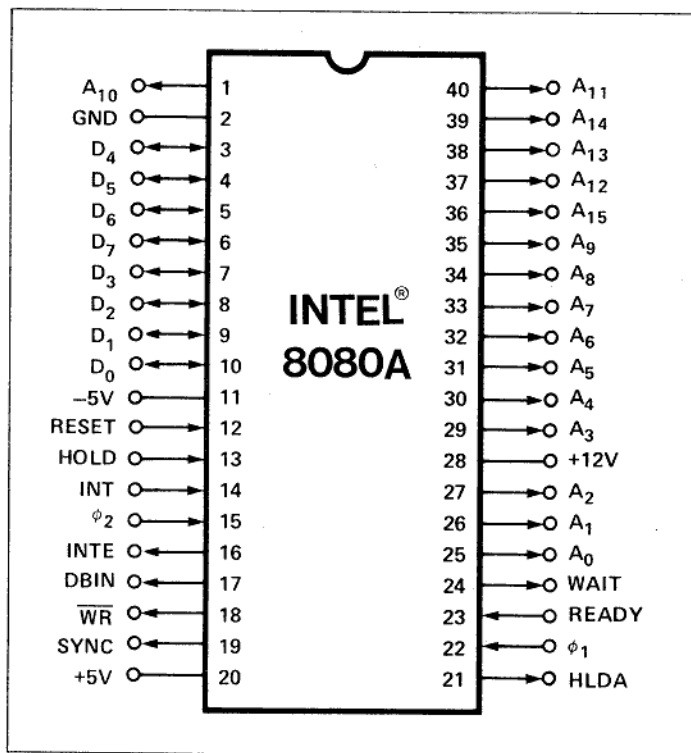 A10 1 40 A11
GND 2 39 A14
D4 3 38 A13
D5 4 37 A12
D6 5 36 A15
D7 6 35 A9
D3 7 34 A8
D2 8 33 A7
D1 9 32 A6
D0 10 31 A5
−5V 11 30 A4
RESET 12 29 A3
HOLD 13 28 +12V
INT 14 27 A2
ϕ2 15 26 A1
INTE 16 25 A0
DBIN 17 24 WAIT
W̅R̅ 18 23 READY
SYNC 19 22 ϕ1
+5V 20 21 HLDA
INTEL®
8080A